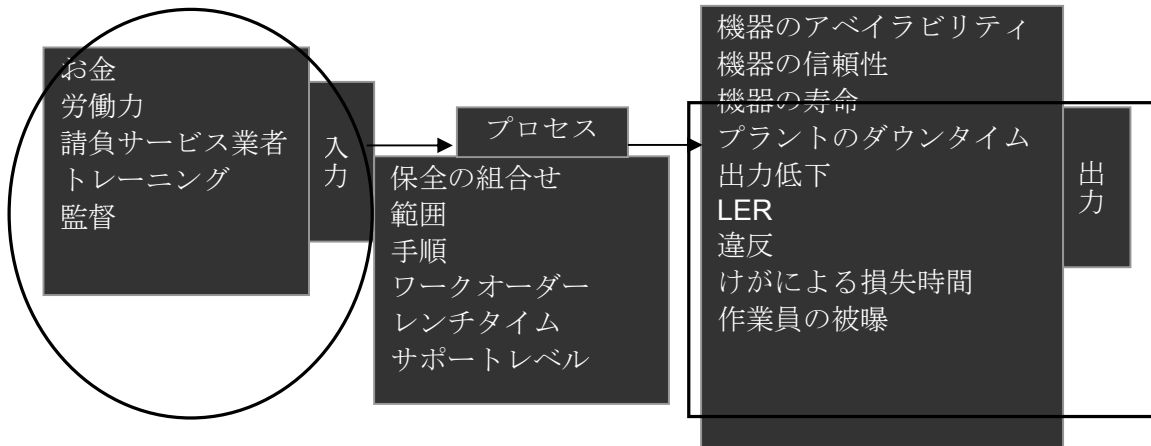 お金
労働力
請負サービス業者
トレーニング
監督
入力
プロセス
保全の組合せ
範囲
手順
ワークオーダー
レンチタイム
サポートレベル
機器のアベイラビリティ
機器の信頼性
機器の寿命
プラントのダウンタイム
出力低下
LER
違反
けがによる損失時間
作業員の被曝
出力